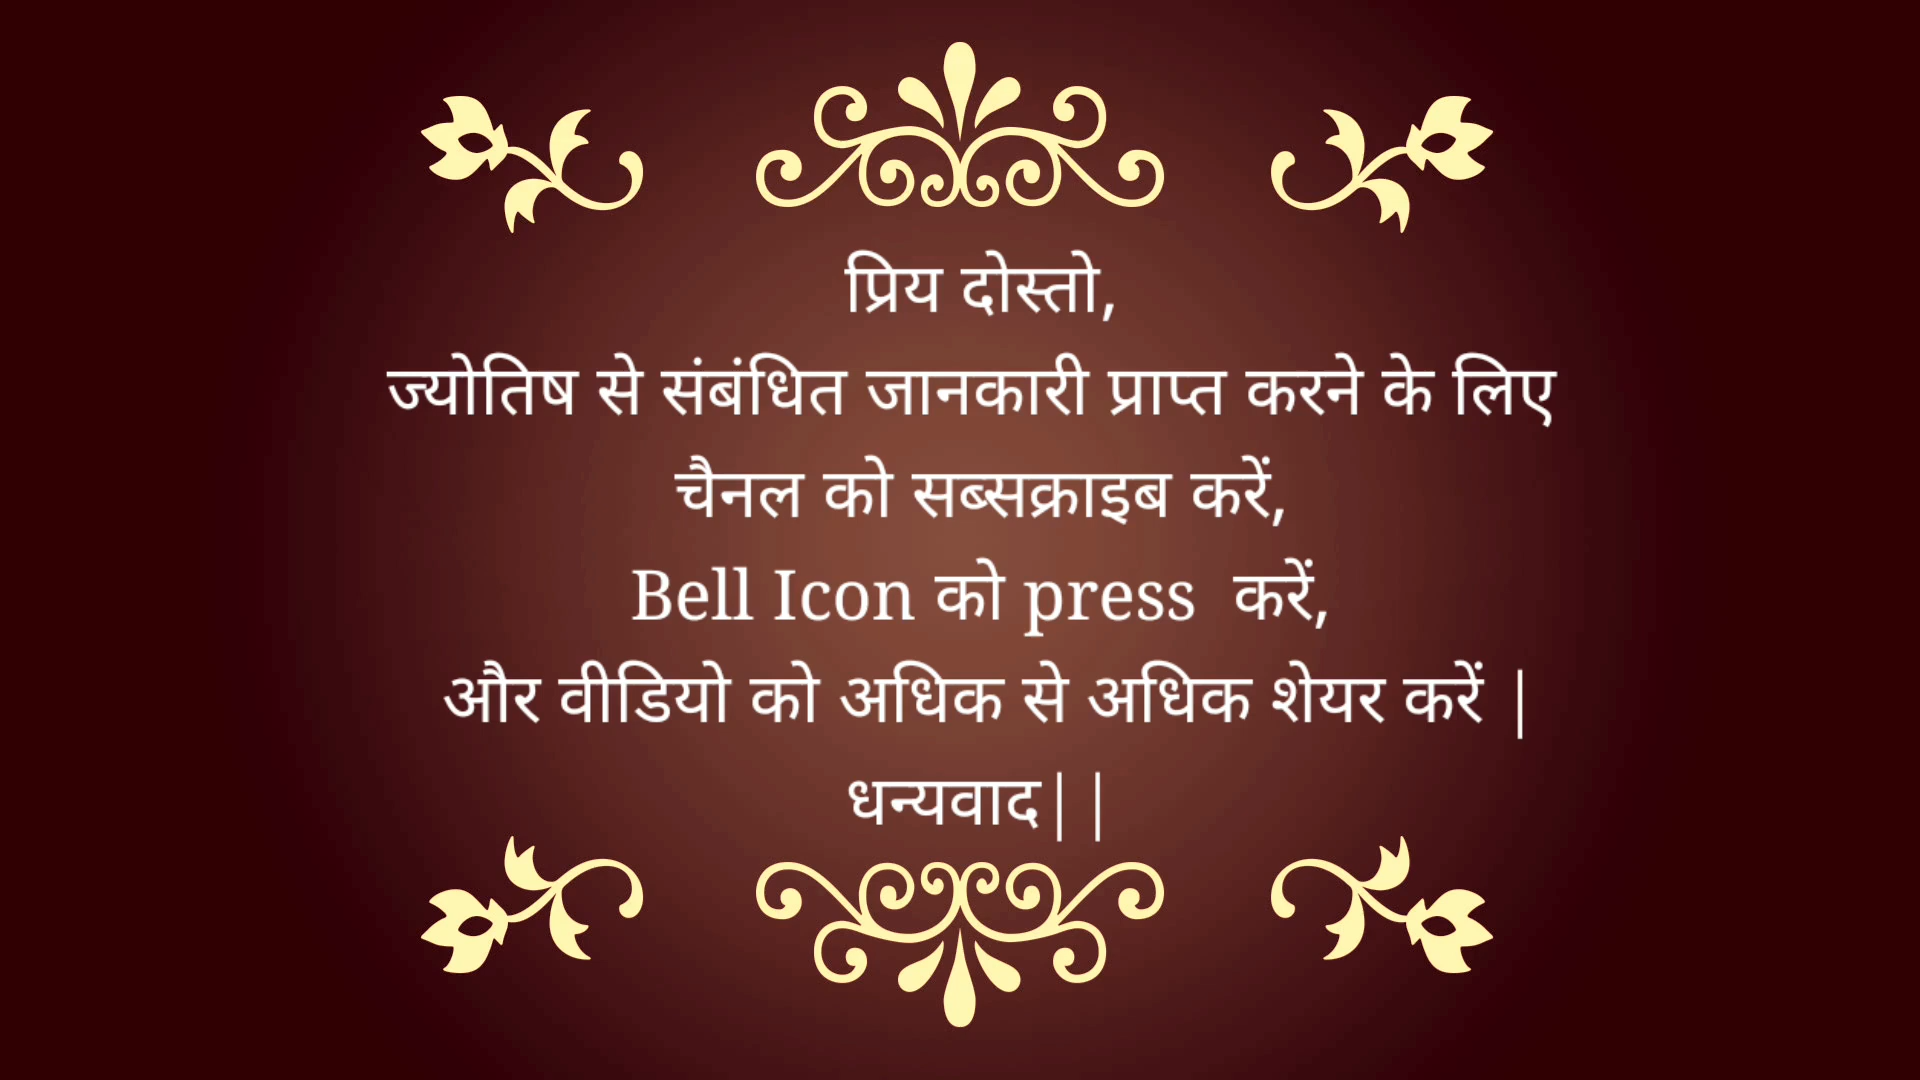 प्रिय दोस्तो,
ज्योतिष से संबंधित जानकारी प्राप्त करने के लिए
चैनल को सब्सक्राइब करें,
Bell Icon को press  करें,
और वीडियो को अधिक से अधिक शेयर करें |
धन्यवाद||